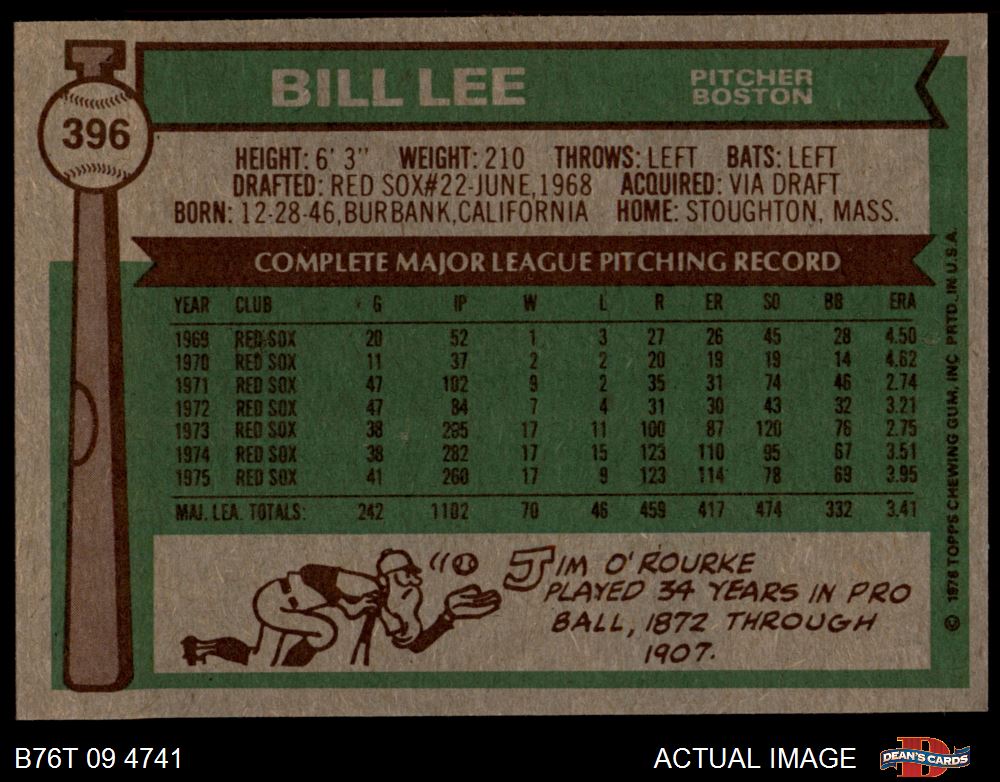 BILL LEE
PITCHER
BOSTON
396
HEIGHT: 6' 3" WEIGHT: 210 THROWS: LEFT BATS: LEFT
DRAFTED: RED SOX#22-JUNE,1968 ACQUIRED: VIA DRAFT
BORN: 12-28-46,BURBANK,CALIFORNIA HOME: STOUGHTON, MASS.
COMPLETE MAJOR LEAGUE PITCHING RECORD
YEAR CLUB G IP W L R ER SO BB ERA
1969 RED SOX 20 52 1 3 27 26 45 28 4.50
1970 RED SOX 11 37 2 2 20 19 19 14 4.62
1971 RED SOX 47 102 9 2 35 31 74 46 2.74
1972 RED SOX 47 84 7 4 31 30 43 32 3.21
1973 RED SOX 38 285 17 11 100 87 120 76 2.75
1974 RED SOX 38 282 17 15 123 110 95 67 3.51
1975 RED SOX 41 260 17 9 123 114 78 69 3.95
MAJ. LEA. TOTALS: 242 1102 70 46 459 417 474 332 3.41
JIM O'ROURKE
PLAYED 34 YEARS IN PRO
BALL, 1872 THROUGH
1907.
© 1976 TOPPS CHEWING GUM, INC PRTD. IN U.S.A.
B76T 09 4741
ACTUAL IMAGE
DEAN'S CARDS